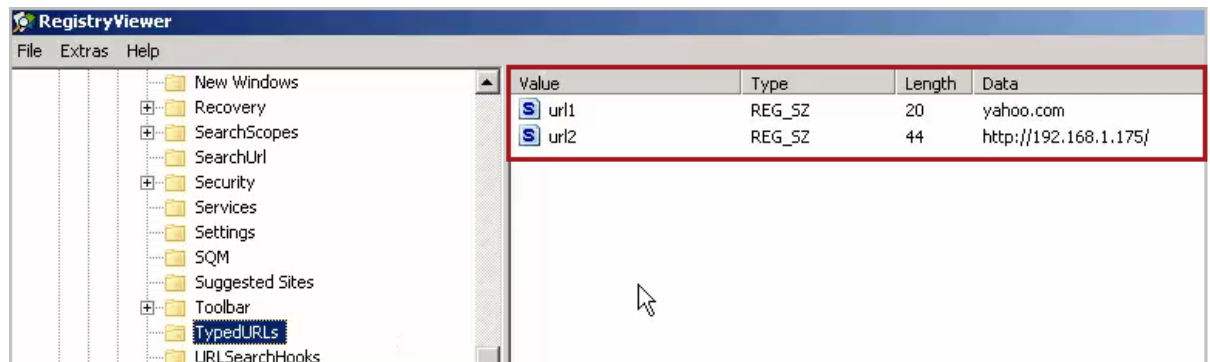 RegistryViewer
File Extras Help
New Windows
Recovery
SearchScopes
SearchUrl
Security
Services
Settings
SQM
Suggested Sites
Toolbar
TypedURLs
URLSearchHooks
Value Type Length Data
S url1 REG_SZ 20 yahoo.com
S url2 REG_SZ 44 http://192.168.1.175/